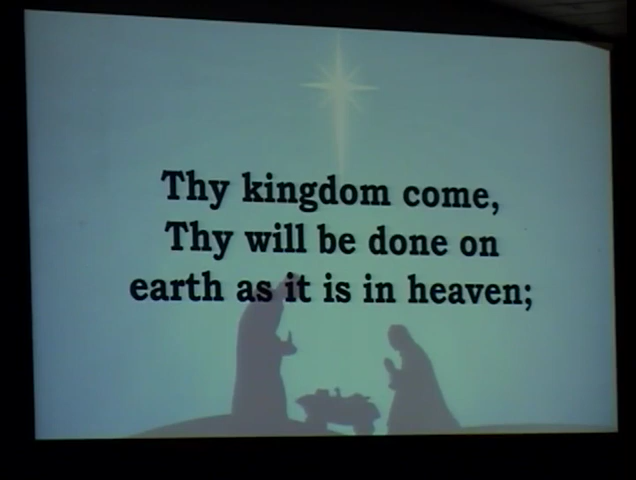 Thy kingdom come,
Thy will be done on
earth as it is in heaven;